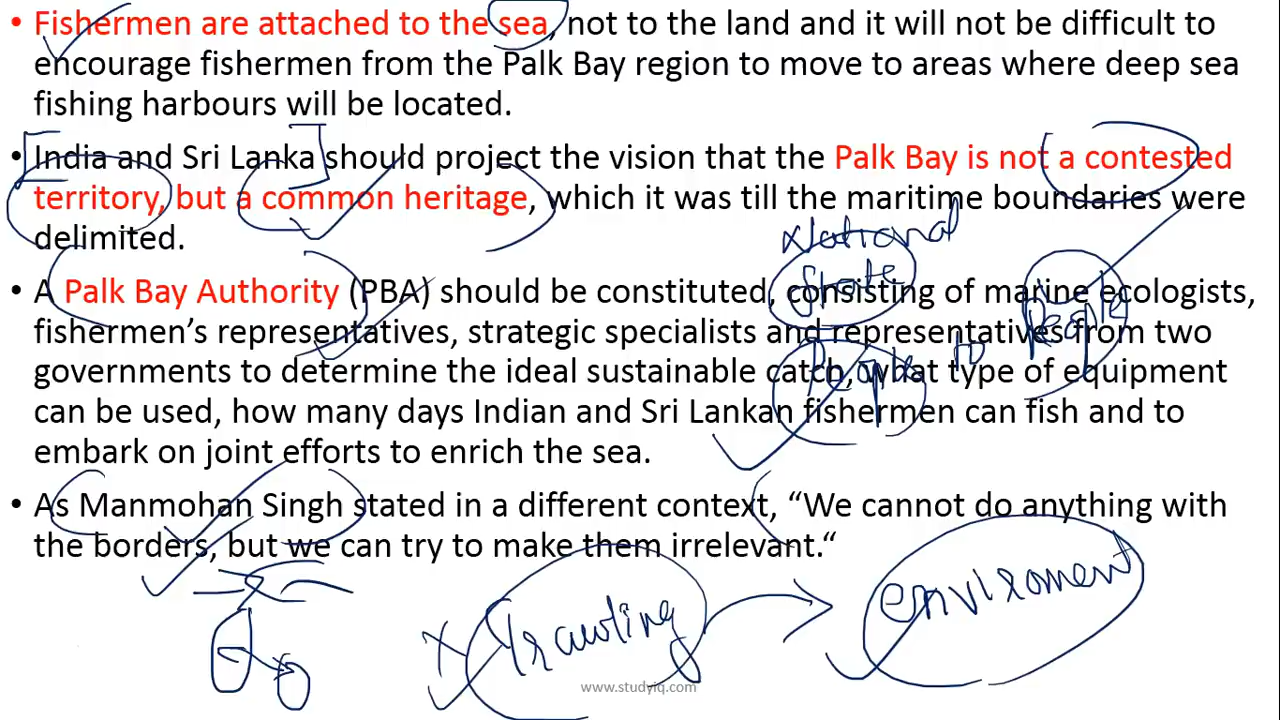 • Fishermen are attached to the sea, not to the land and it will not be difficult to
encourage fishermen from the Palk Bay region to move to areas where deep sea
fishing harbours will be located.
• India and Sri Lanka should project the vision that the Palk Bay is not a contested
territory, but a common heritage, which it was till the maritime boundaries were
delimited.
National
State
• A Palk Bay Authority (PBA) should be constituted, consisting of marine ecologists,
fishermen’s representatives, strategic specialists and representatives from two
governments to determine the ideal sustainable catch, what type of equipment
can be used, how many days Indian and Sri Lankan fishermen can fish and to
embark on joint efforts to enrich the sea.
People to People
• As Manmohan Singh stated in a different context, “We cannot do anything with
the borders, but we can try to make them irrelevant.“
Trawling
enviroment
www.studyiq.com